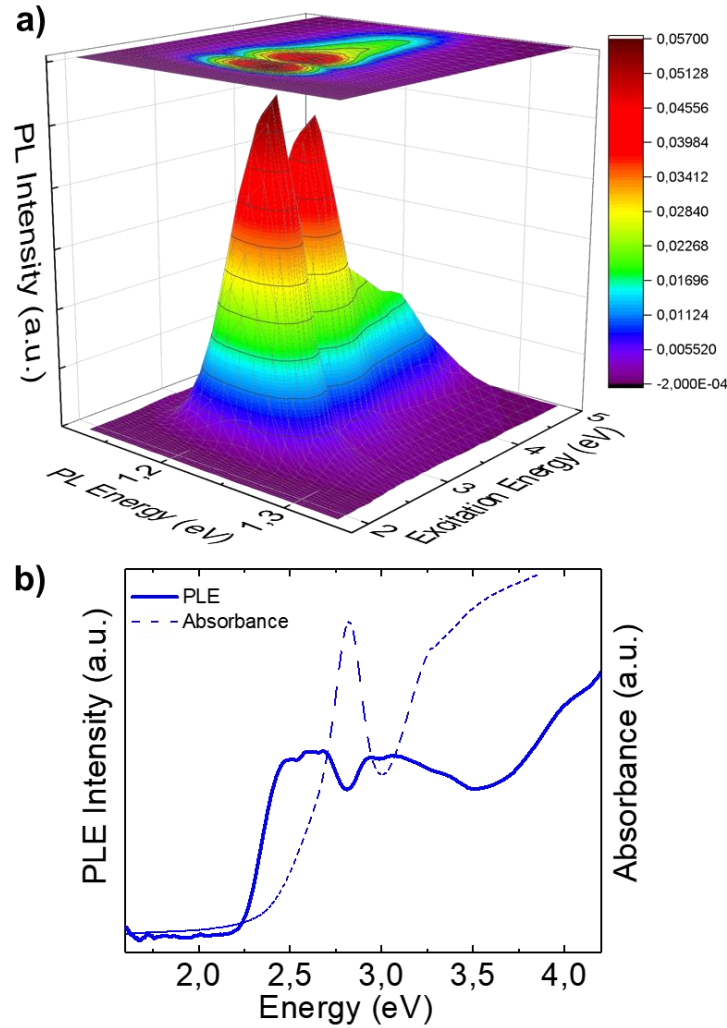 a)
PL Intensity (a.u.)
PL Energy (eV)
1,2
1,3
Excitation Energy (eV)
2
3
4
5
0,05700
0,05128
0,04556
0,03984
0,03412
0,02840
0,02268
0,01696
0,01124
0,005520
-2,000E-04
b)
PLE
Absorbance
PLE Intensity (a.u.)
Absorbance (a.u.)
2,0 2,5 3,0 3,5 4,0
Energy (eV)